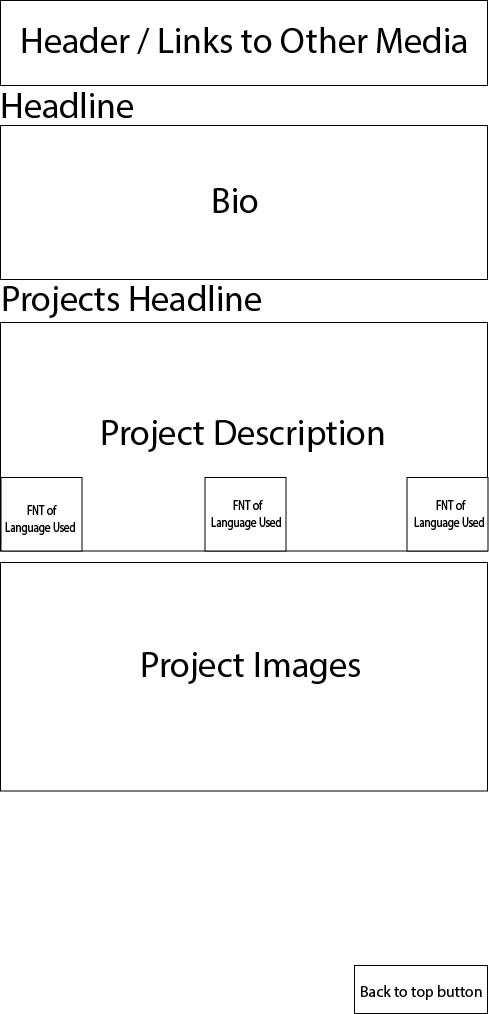 Header / Links to Other Media
Headline
Bio
Projects Headline
Project Description
FNT of
Language Used
FNT of
Language Used
FNT of
Language Used
Project Images
Back to top button